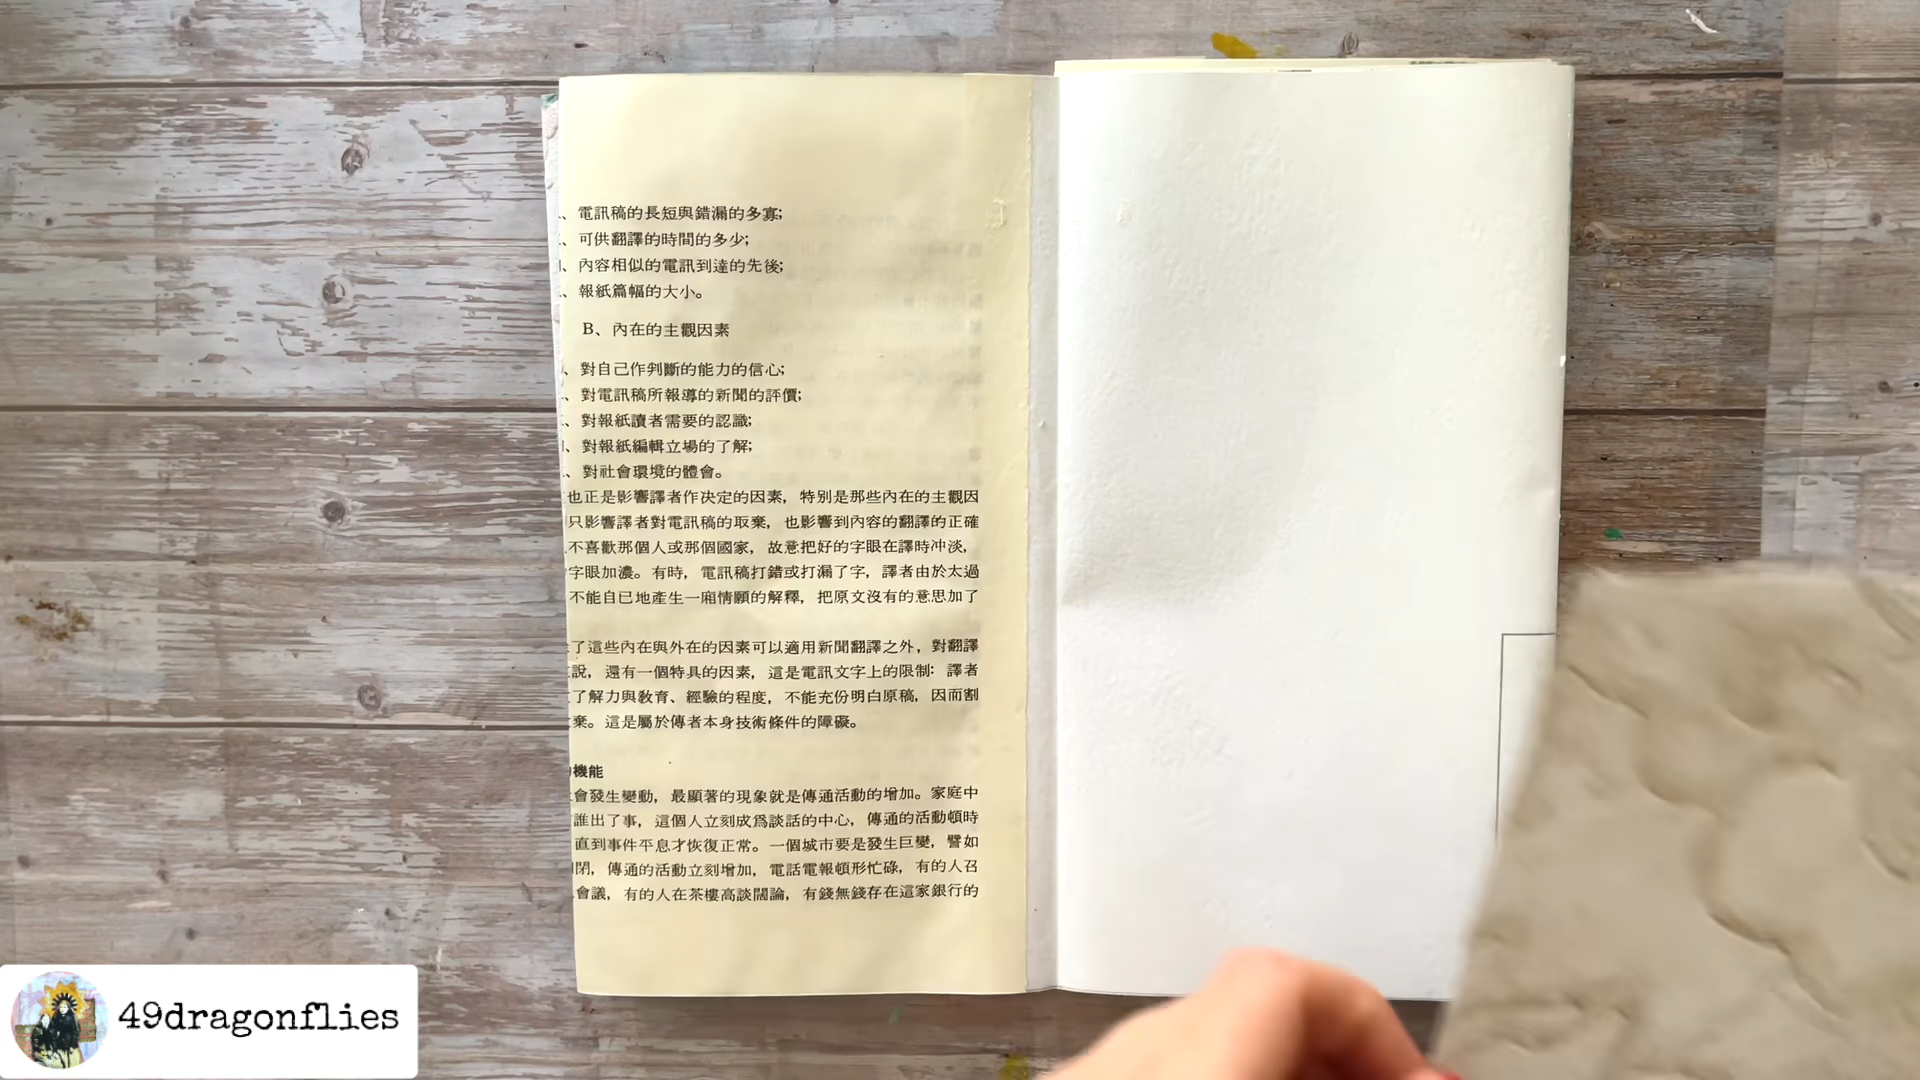 、電訊稿的長短與錯漏的多寡;
、可供翻譯的時間的多少;
、內容相似的電訊到達的先後;
、報紙篇幅的大小。
B、內在的主觀因素
、對自己作判斷的能力的信心;
、對電訊稿所報導的新聞的評價;
、對報紙讀者需要的認識;
、對報紙編輯立場的了解;
、對社會環境的體會。
也正是影響譯者作決定的因素，特別是那些內在的主觀因
只影響譯者對電訊稿的取棄，也影響到內容的翻譯的正確
不喜歡那個人或那個國家，故意把好的字眼在譯時冲淡，
字眼加濃。有時，電訊稿打錯或打漏了字，譯者由於太過
不能自已地產生一廂情願的解釋，把原文沒有的意思加了
了這些內在與外在的因素可以適用新聞翻譯之外，對翻譯
說，還有一個特具的因素，這是電訊文字上的限制：譯者
了解力與教育、經驗的程度，不能充份明白原稿，因而割
棄。這是屬於傳者本身技術條件的障礙。
機能
會發生變動，最顯著的現象就是傳通活動的增加。家庭中
誰出了事，這個人立刻成爲談話的中心，傳通的活動頓時
直到事件平息才恢復正常。一個城市要是發生巨變，譬如
閉，傳通的活動立刻增加，電話電報頓形忙碌，有的人召
會議，有的人在茶樓高談闊論，有錢無錢存在這家銀行的
49dragonflies